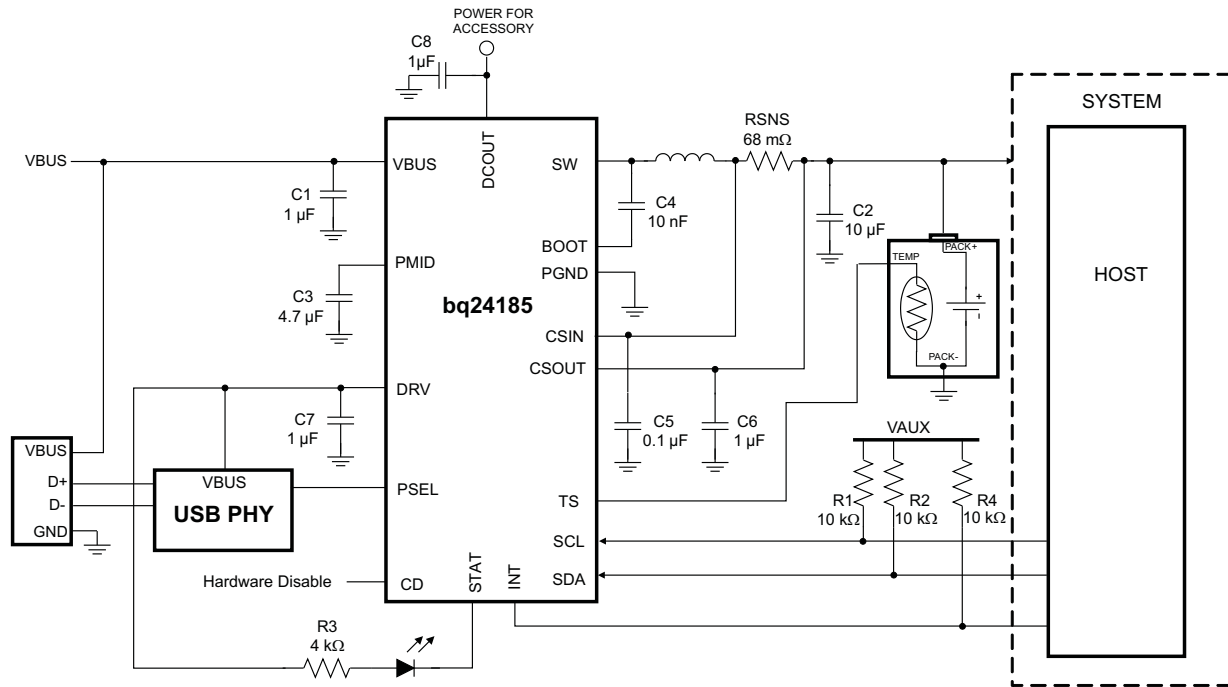 POWER FOR
ACCESSORY
C8
1µF
SYSTEM
RSNS
68 mΩ
VBUS
VBUS
DCOUT
SW
C1
1 µF
C4
10 nF
C2
10 µF
BOOT
PACK+
TEMP
PMID
PGND
HOST
C3
4.7 µF
bq24185
+
-
CSIN
CSOUT
PACK-
DRV
C7
1 µF
C5
0.1 µF
C6
1 µF
VAUX
VBUS
D+
D-
GND
VBUS
USB PHY
PSEL
TS
R1
10 kΩ
R2
10 kΩ
R4
10 kΩ
SCL
SDA
Hardware Disable
CD
STAT
INT
R3
4 kΩ